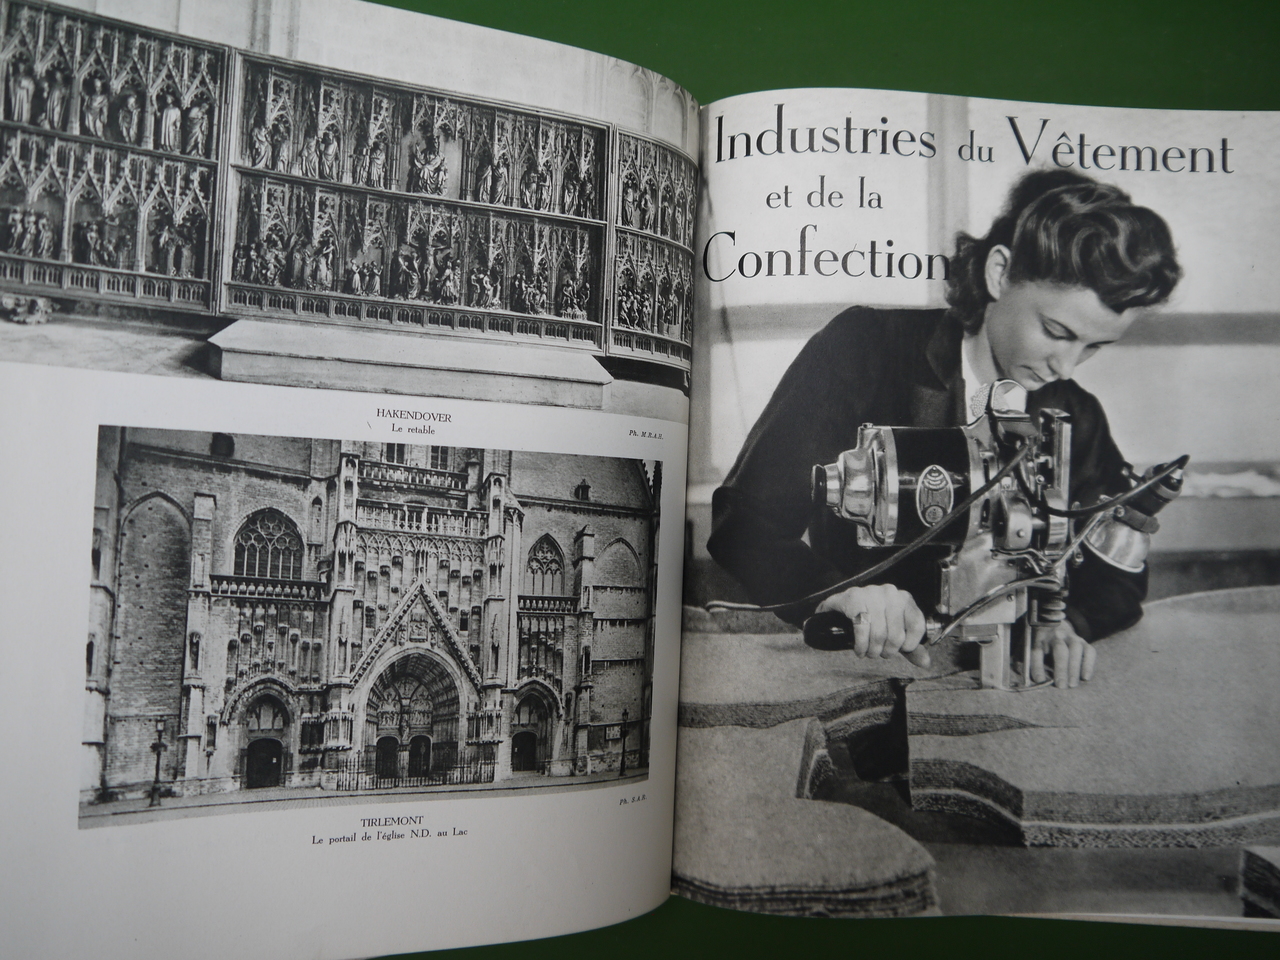 HAKENDOVER
Le retable
Ph. M.R.A.H.
TIRLEMONT
Le portail de l'église N.D. au Lac
Ph. S.A.B.
Industries du Vêtement
et de la
Confection